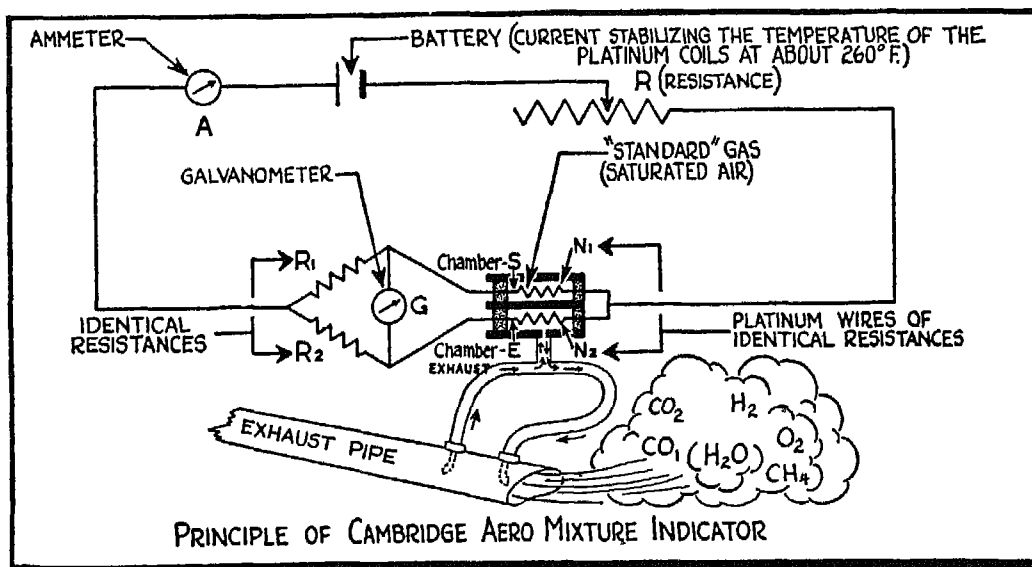 AMMETER
BATTERY (CURRENT STABILIZING THE TEMPERATURE OF THE
PLATINUM COILS AT ABOUT 260°F.)
R (RESISTANCE)
A
"STANDARD" GAS
(SATURATED AIR)
GALVANOMETER
R1
Chamber-S
N1
G
IDENTICAL
RESISTANCES
R2
Chamber-E
EXHAUST
N2
PLATINUM WIRES OF
IDENTICAL RESISTANCES
EXHAUST PIPE
CO2
H2
CO1
(H2O)
O2
CH4
PRINCIPLE OF CAMBRIDGE AERO MIXTURE INDICATOR